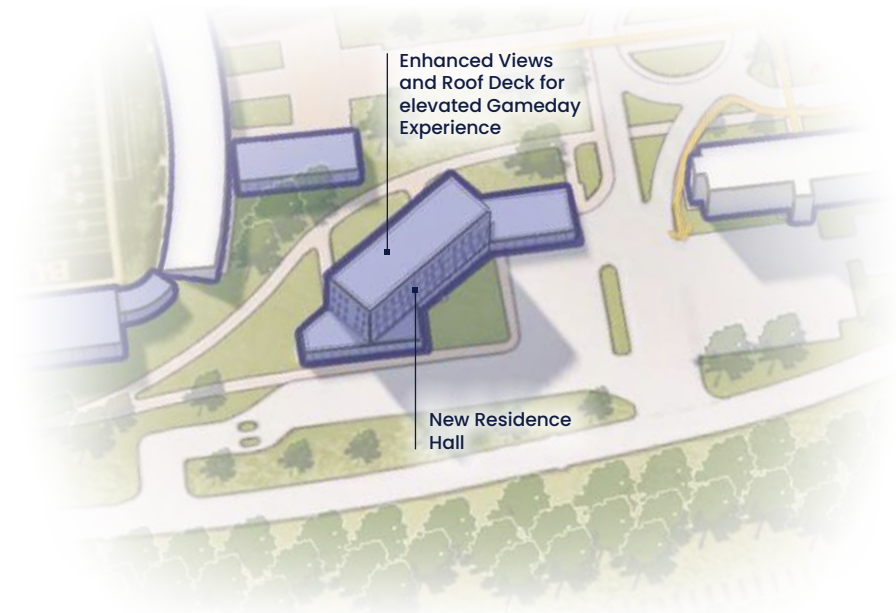 Enhanced Views
and Roof Deck for
elevated Gameday
Experience
New Residence
Hall